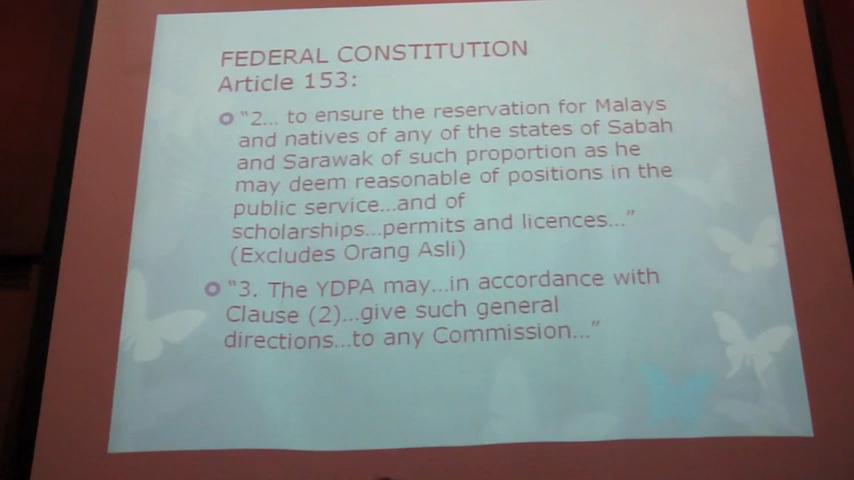 FEDERAL CONSTITUTION
Article 153:
"2... to ensure the reservation for Malays
and natives of any of the states of Sabah
and Sarawak of such proportion as he
may deem reasonable of positions in the
public service...and of
scholarships...permits and licences..."
(Excludes Orang Asli)
"3. The YDPA may...in accordance with
Clause (2)...give such general
directions...to any Commission..."